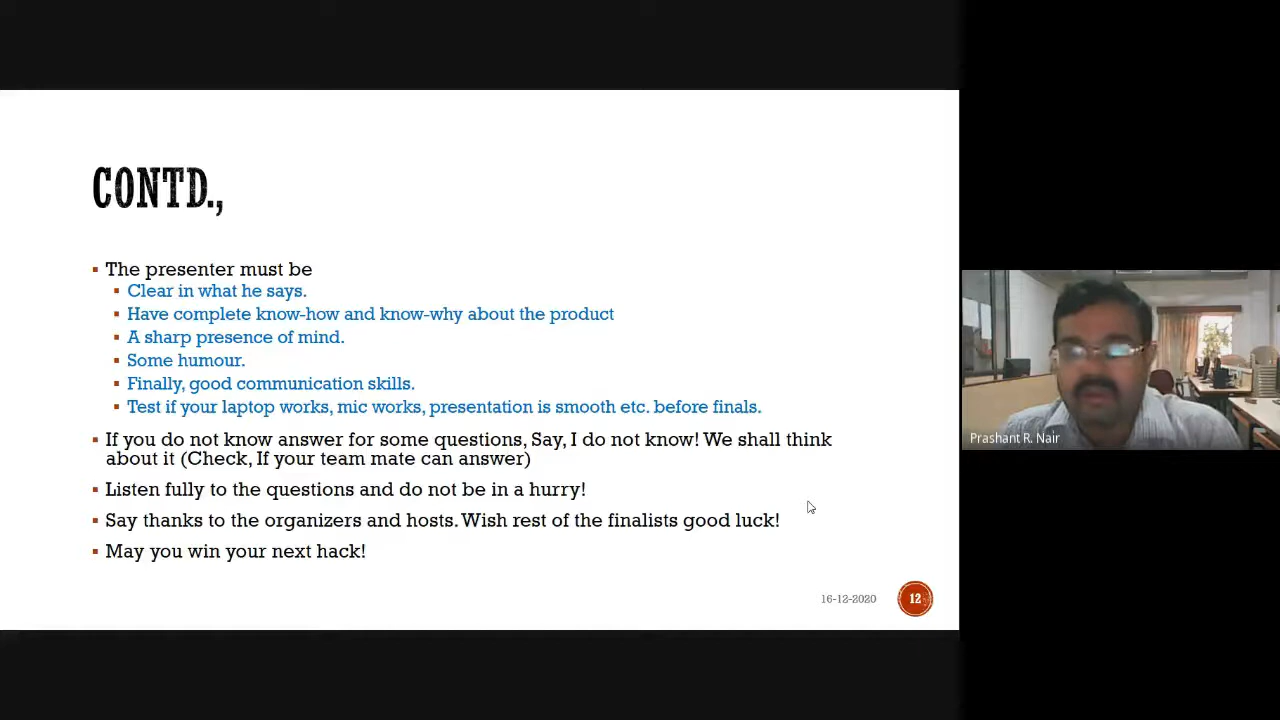 CONTD.,
The presenter must be
Clear in what he says.
Have complete know-how and know-why about the product
A sharp presence of mind.
Some humour.
Finally, good communication skills.
Test if your laptop works, mic works, presentation is smooth etc. before finals.
If you do not know answer for some questions, Say, I do not know! We shall think
about it (Check, If your team mate can answer)
Listen fully to the questions and do not be in a hurry!
Say thanks to the organizers and hosts. Wish rest of the finalists good luck!
May you win your next hack!
16-12-2020
12
Prashant R. Nair